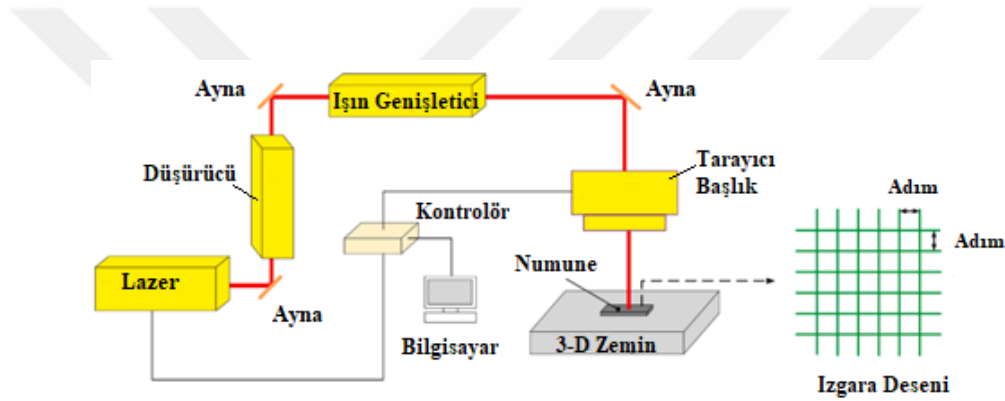 Ayna
Işın Genişletici
Ayna
Düşürücü
Tarayıcı
Başlık
Kontrolör
Adım
Adım
Lazer
Ayna
Numune
Bilgisayar
3-D Zemin
Izgara Deseni